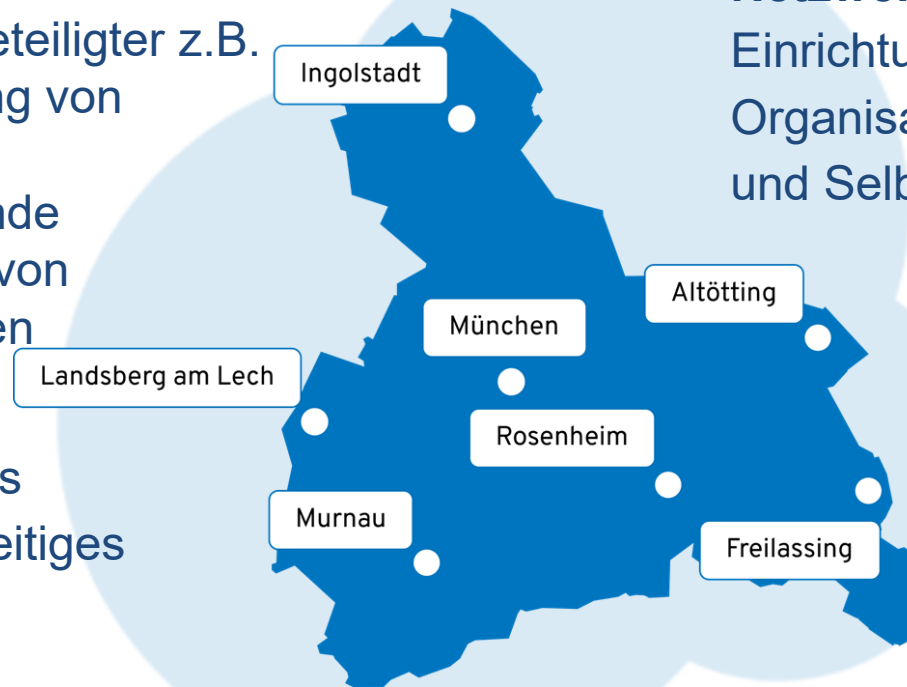 eteiligter z.B.
ng von
nde
von
en
s
eitiges
Einrichtu
Organisa
und Selb
Ingolstadt
Altötting
München
Landsberg am Lech
Rosenheim
Murnau
Freilassing